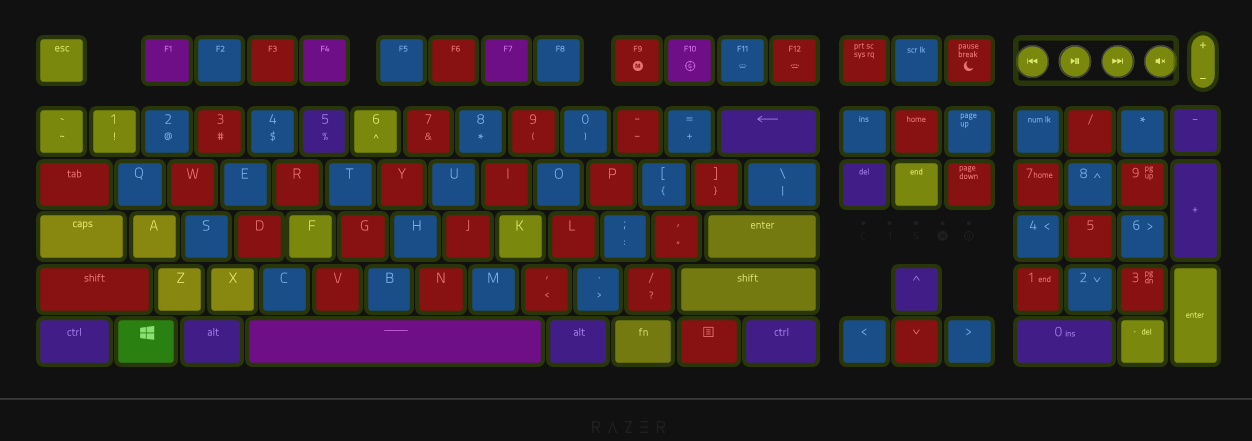 esc F1 F2 F3 F4 F5 F6 F7 F8 F9 F10 F11 F12 prt sc scr lk pause +
sys rq break
M G −
~ 1 2 3 4 5 6 7 8 9 0 - = ins home page num lk / * -
~ ! @ # $ % ^ & * ( ) − + up
tab Q W E R T Y U I O P [ ] \ del end page 7 home 8 ^ 9 pg up +
{ } | down
caps A S D F G H J K L ; ' enter 4 < 5 6 >
: "
shift Z X C V B N M , . / shift ^ 1 end 2 v 3 pg dn enter
< > ?
ctrl alt alt fn ctrl < v > 0 ins . del
RAZER